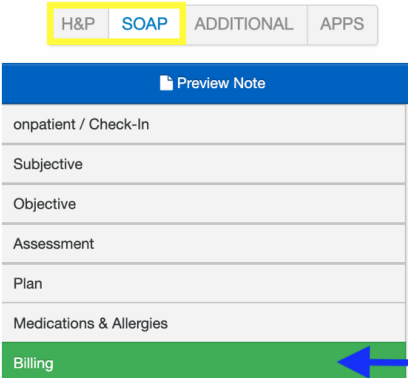 H&P SOAP ADDITIONAL APPS
Preview Note
onpatient / Check-In
Subjective
Objective
Assessment
Plan
Medications & Allergies
Billing